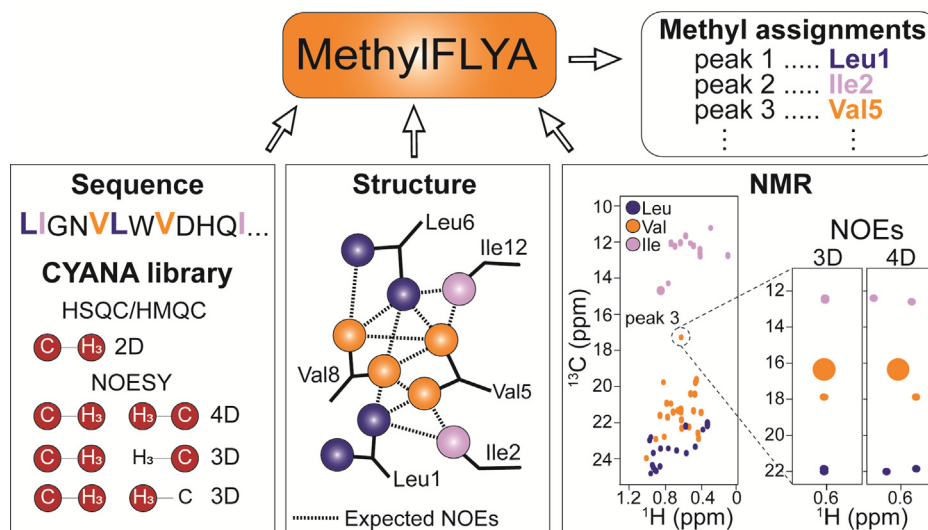 MethylFLYA
Methyl assignments
peak 1 ..... Leu1
peak 2 ..... Ile2
peak 3 ..... Val5
⋮ ⋮
Sequence
LIGNVLWVDHQI...
CYANA library
HSQC/HMQC
C H₃ 2D
NOESY
C H₃ H₃ C 4D
C H₃ H₃ C 3D
C H₃ H₃ C 3D
Structure
Leu6
Ile12
Val8
Val5
Ile2
Leu1
Expected NOEs
NMR
Leu
Val
Ile
peak 3
¹³C (ppm)
10
12
14
16
18
20
22
24
1.2 0.8 0.4 0
¹H (ppm)
NOEs
3D 4D
12
14
16
18
20
22
0.6 0.6
¹H (ppm)